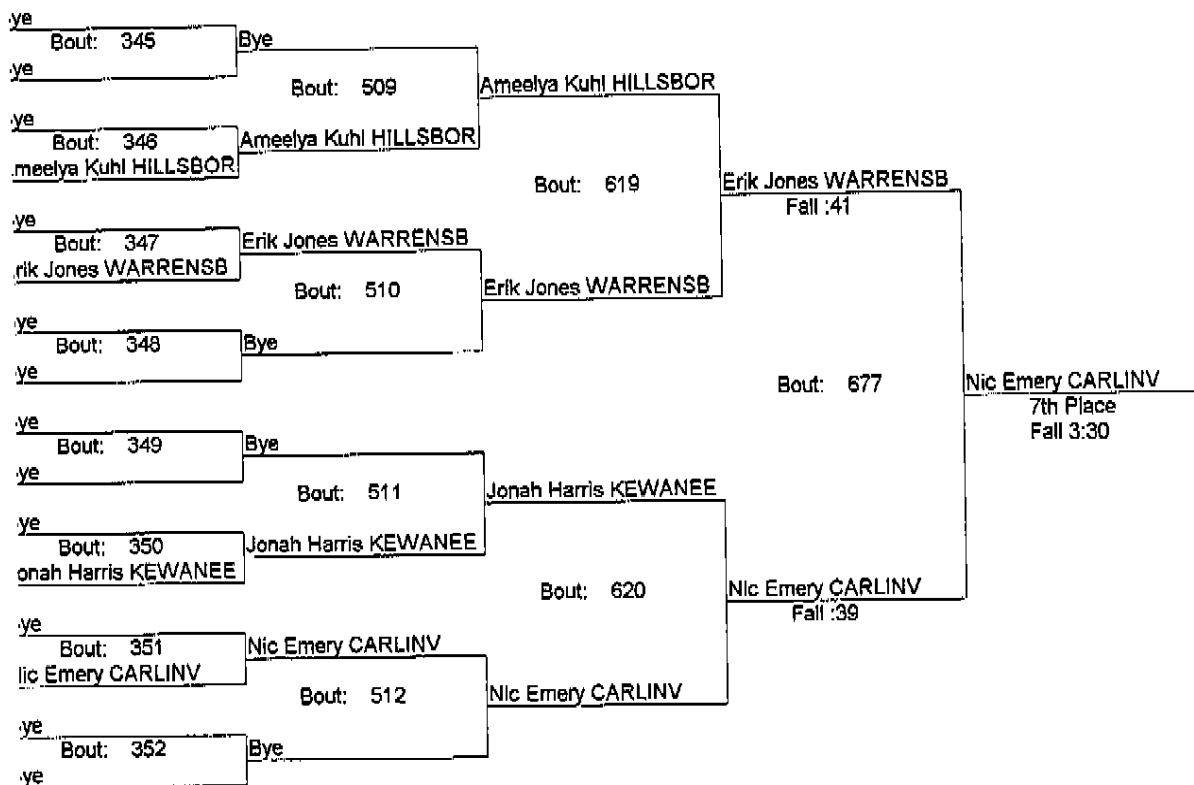 ye
Bout: 345
Bye
ye
Bout: 509
Ameelya Kuhl HILLSBOR
ye
Bout: 346
Ameelya Kuhl HILLSBOR
meelya Kuhl HILLSBOR
Bout: 619
Erik Jones WARRENSB
Fall :41
ye
Bout: 347
Erik Jones WARRENSB
rik Jones WARRENSB
Bout: 510
Erik Jones WARRENSB
ye
Bout: 348
Bye
ye
Bout: 677
Nic Emery CARLINV
7th Place
Fall 3:30
ye
Bout: 349
Bye
ye
Bout: 511
Jonah Harris KEWANEE
ye
Bout: 350
Jonah Harris KEWANEE
onah Harris KEWANEE
Bout: 620
Nic Emery CARLINV
Fall :39
ye
Bout: 351
Nic Emery CARLINV
lic Emery CARLINV
Bout: 512
Nic Emery CARLINV
ye
Bout: 352
Bye
ye